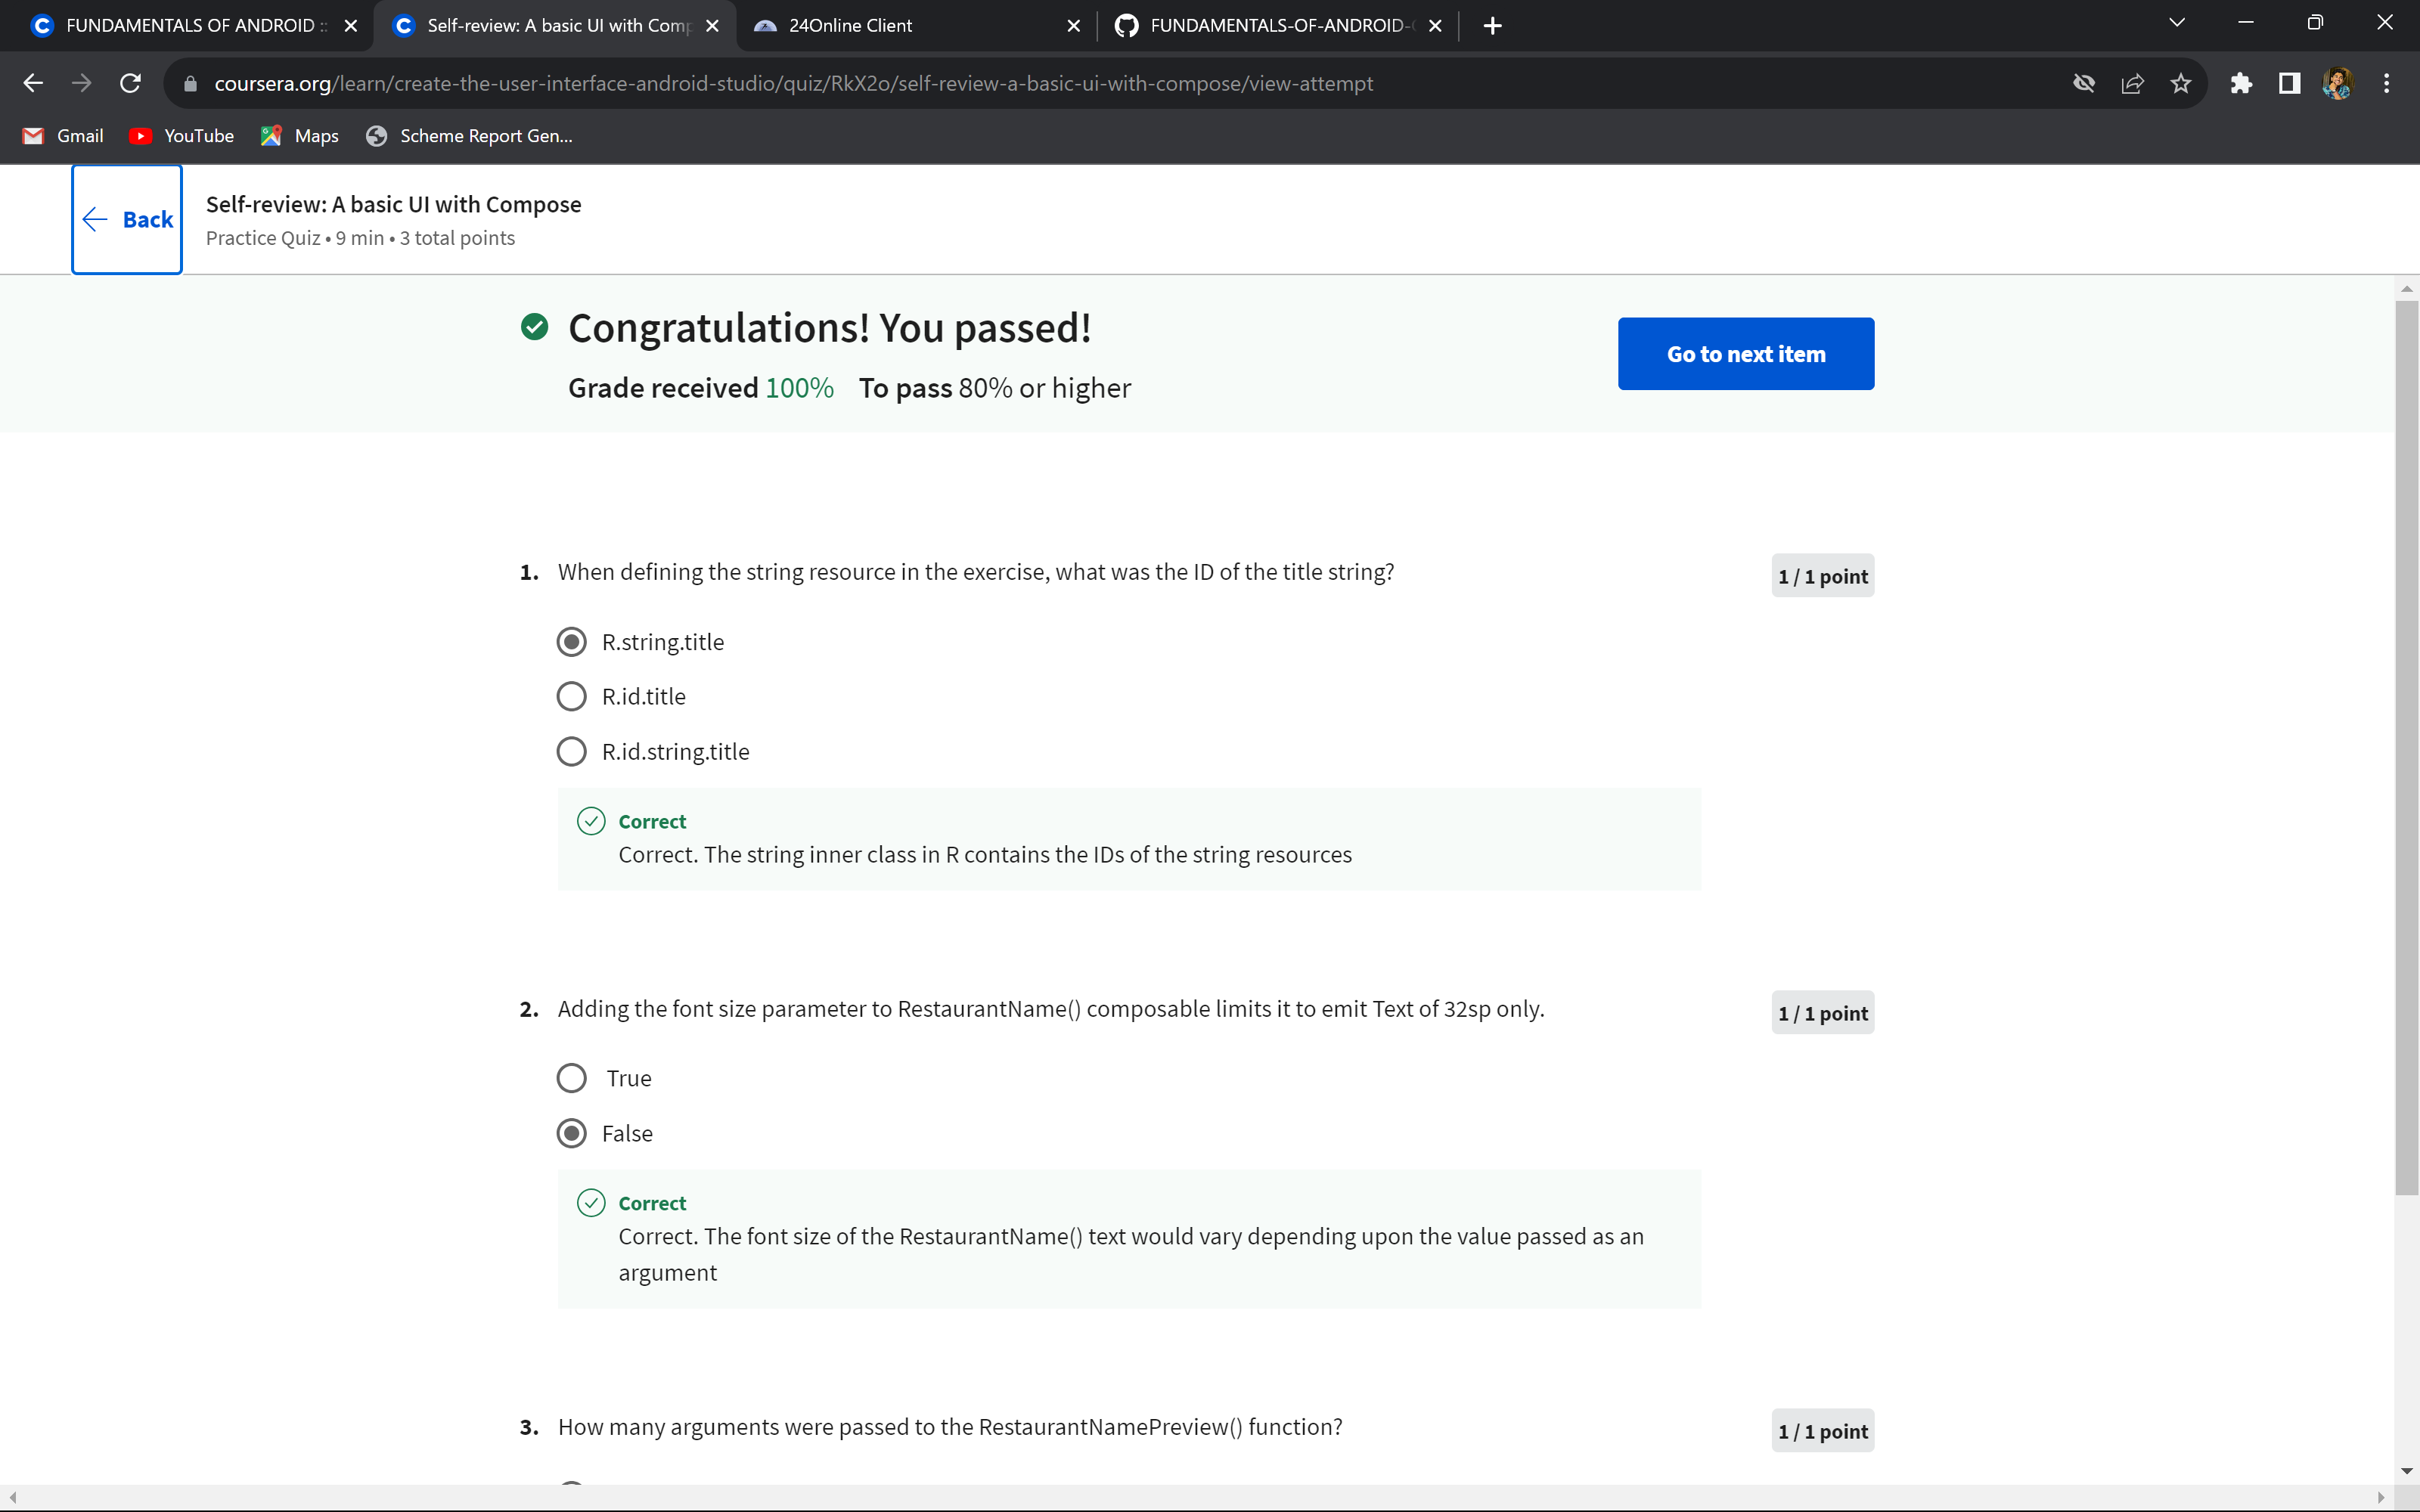 FUNDAMENTALS OF ANDROID ::
Self-review: A basic UI with Comp
24Online Client
FUNDAMENTALS-OF-ANDROID-
coursera.org/learn/create-the-user-interface-android-studio/quiz/RkX2o/self-review-a-basic-ui-with-compose/view-attempt
Gmail
YouTube
Maps
Scheme Report Gen...
Back
Self-review: A basic UI with Compose
Practice Quiz • 9 min • 3 total points
Congratulations! You passed!
Grade received 100% To pass 80% or higher
Go to next item
1. When defining the string resource in the exercise, what was the ID of the title string?
1 / 1 point
R.string.title
R.id.title
R.id.string.title
Correct
Correct. The string inner class in R contains the IDs of the string resources
2. Adding the font size parameter to RestaurantName() composable limits it to emit Text of 32sp only.
1 / 1 point
True
False
Correct
Correct. The font size of the RestaurantName() text would vary depending upon the value passed as an
argument
3. How many arguments were passed to the RestaurantNamePreview() function?
1 / 1 point